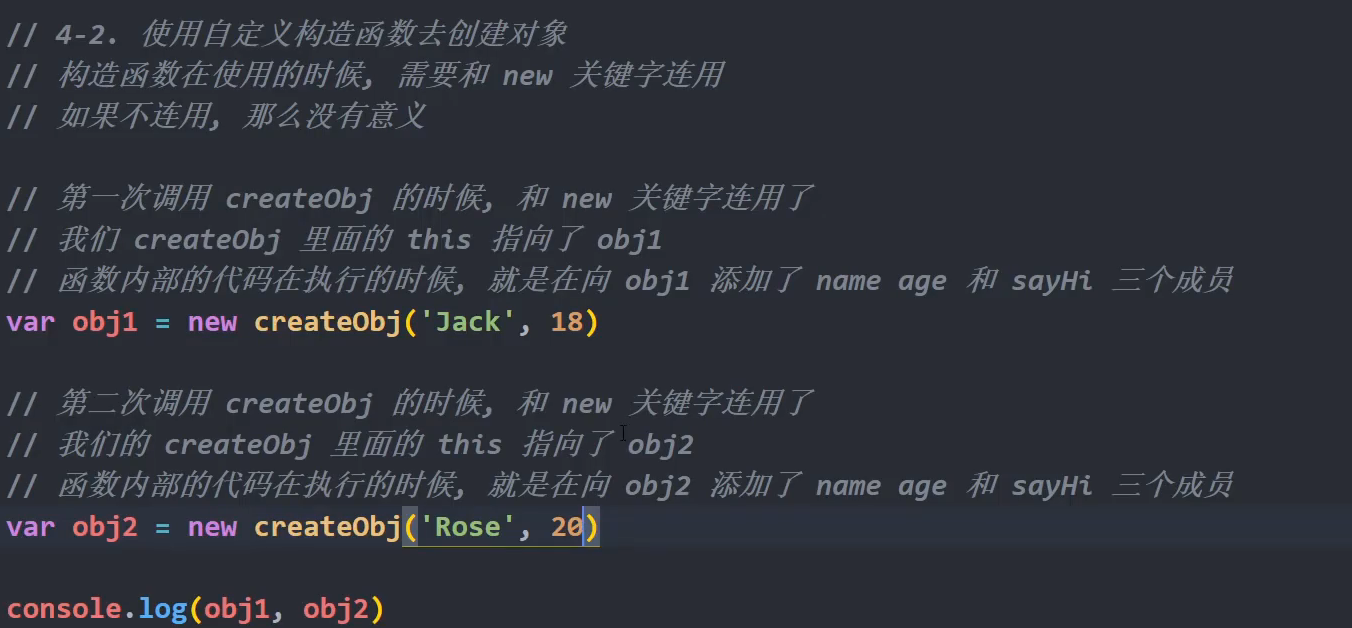 // 4-2. 使用自定义构造函数去创建对象
// 构造函数在使用的时候, 需要和 new 关键字连用
// 如果不连用, 那么没有意义
// 第一次调用 createObj 的时候, 和 new 关键字连用了
// 我们 createObj 里面的 this 指向了 obj1
// 函数内部的代码在执行的时候, 就是在向 obj1 添加了 name age 和 sayHi 三个成员
var obj1 = new createObj('Jack', 18)
// 第二次调用 createObj 的时候, 和 new 关键字连用了
// 我们的 createObj 里面的 this 指向了 obj2
// 函数内部的代码在执行的时候, 就是在向 obj2 添加了 name age 和 sayHi 三个成员
var obj2 = new createObj('Rose', 20)
console.log(obj1, obj2)